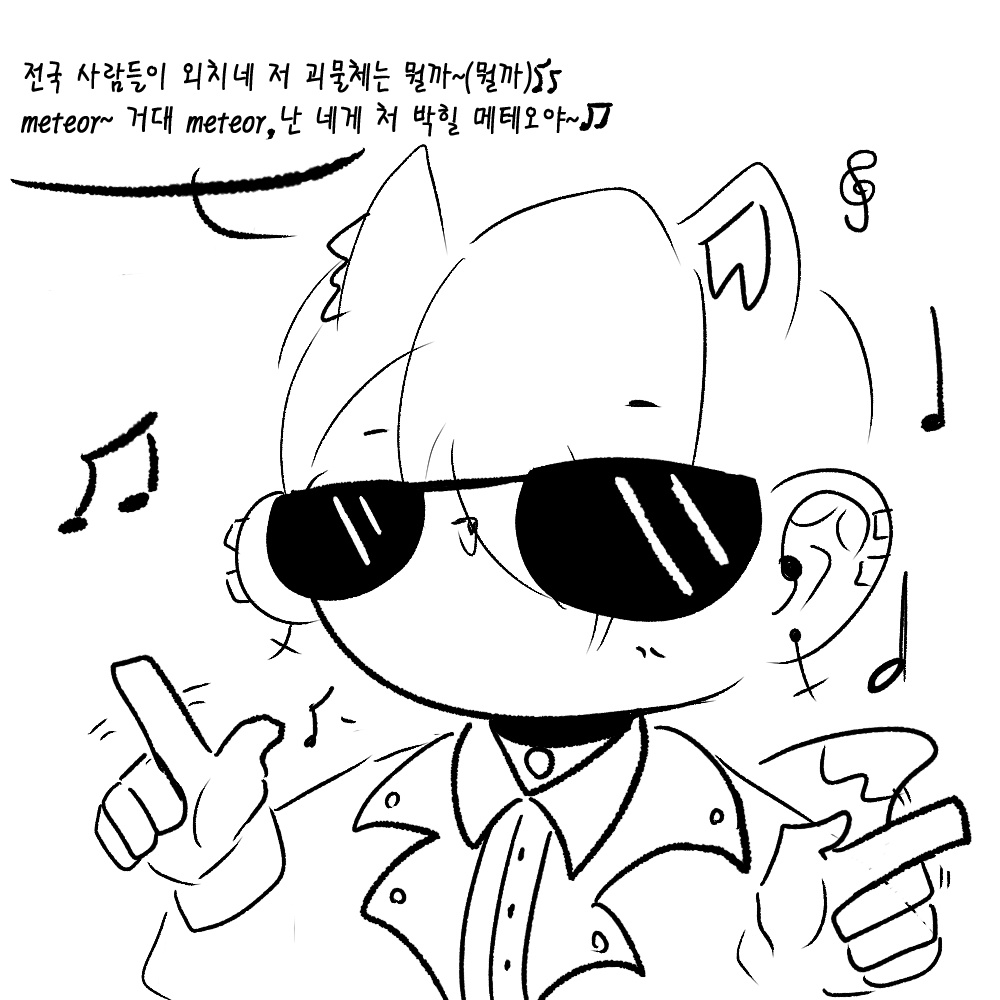 전국 사람들이 외치네 저 괴물체는 뭘까~(뭘까)♫
meteor~ 거대 meteor, 난 네게 처 박힐 메테오야~♫